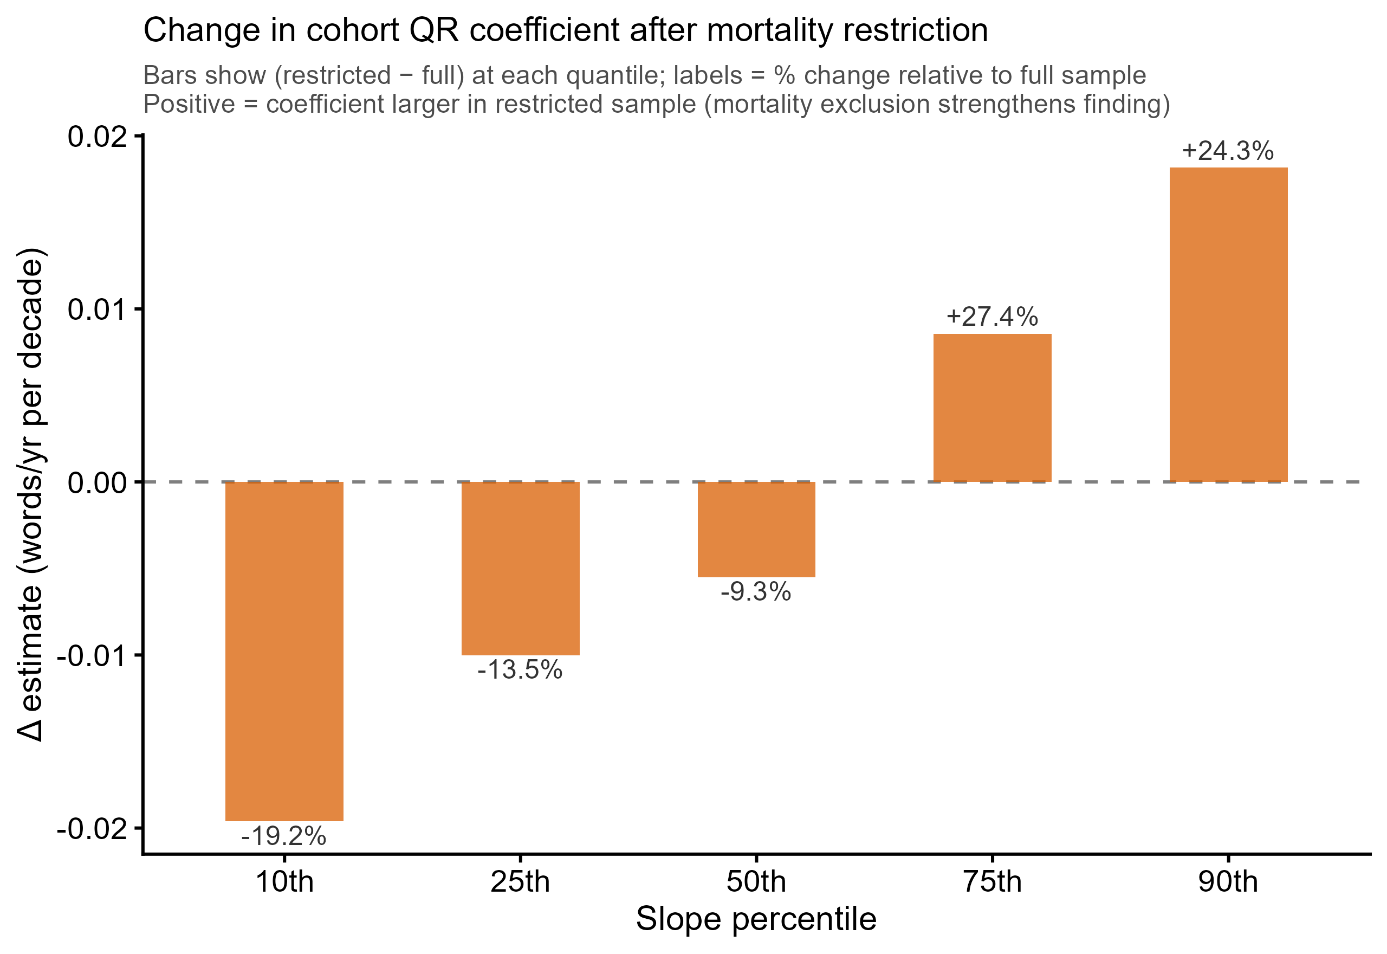 Change in cohort QR coefficient after mortality restriction
Bars show (restricted − full) at each quantile; labels = % change relative to full sample
Positive = coefficient larger in restricted sample (mortality exclusion strengthens finding)
0.02
0.01
0.00
-0.01
-0.02
Δ estimate (words/yr per decade)
-19.2%
-13.5%
-9.3%
+27.4%
+24.3%
10th
25th
50th
75th
90th
Slope percentile